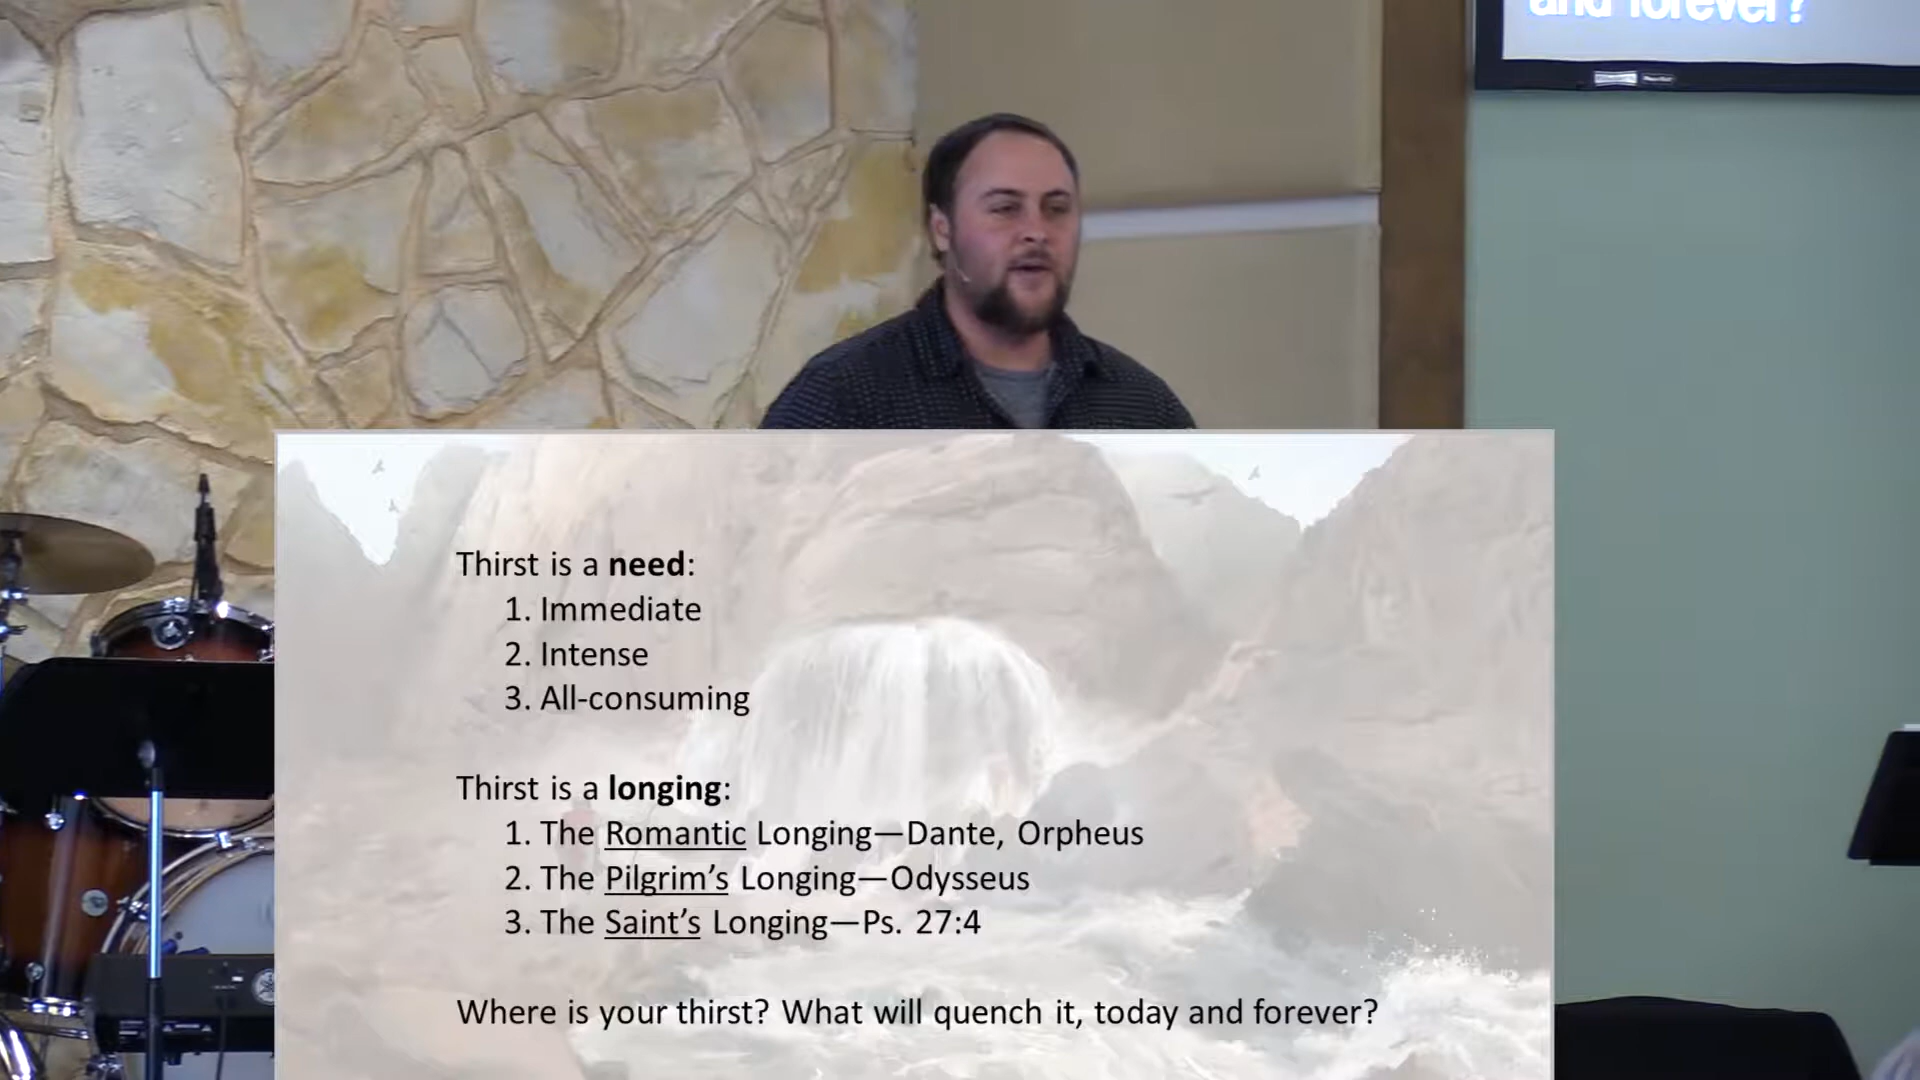 and forever?
Thirst is a need:
1. Immediate
2. Intense
3. All-consuming
Thirst is a longing:
1. The Romantic Longing—Dante, Orpheus
2. The Pilgrim’s Longing—Odysseus
3. The Saint’s Longing—Ps. 27:4
Where is your thirst? What will quench it, today and forever?